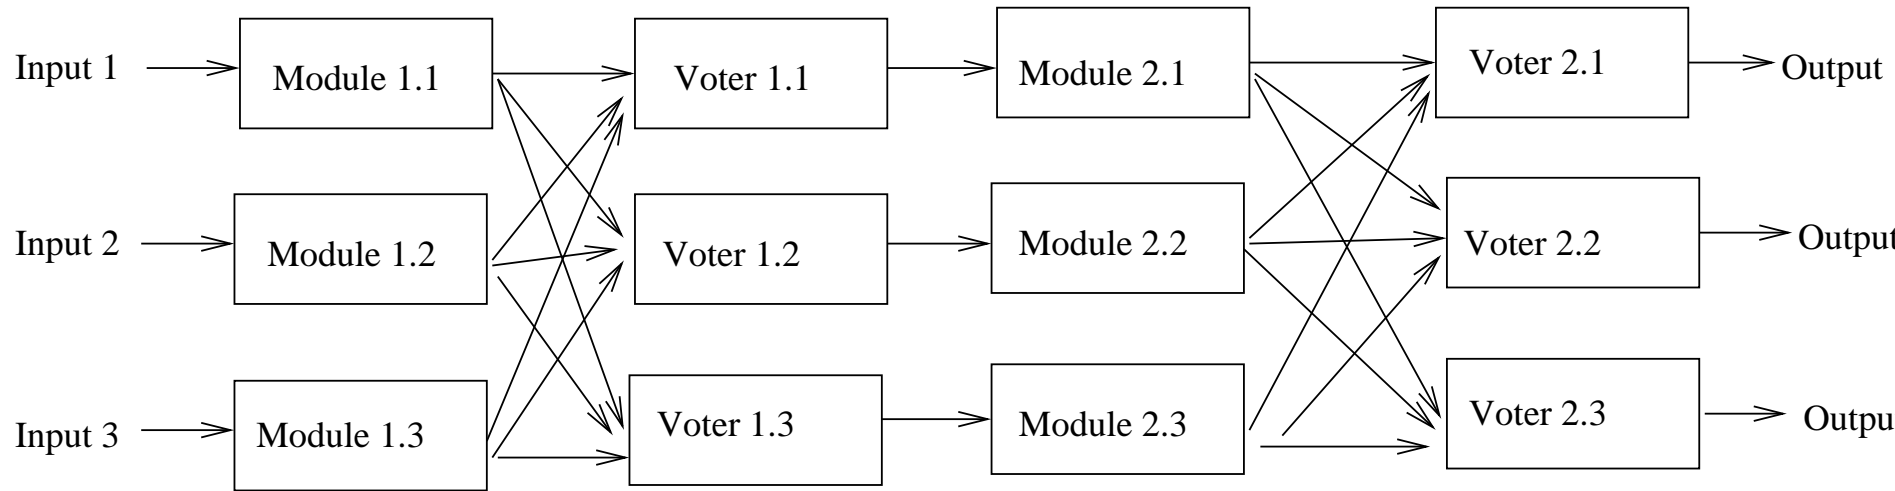 Input 1
Module 1.1
Voter 1.1
Module 2.1
Voter 2.1
Output
Input 2
Module 1.2
Voter 1.2
Module 2.2
Voter 2.2
Output
Input 3
Module 1.3
Voter 1.3
Module 2.3
Voter 2.3
Outpu